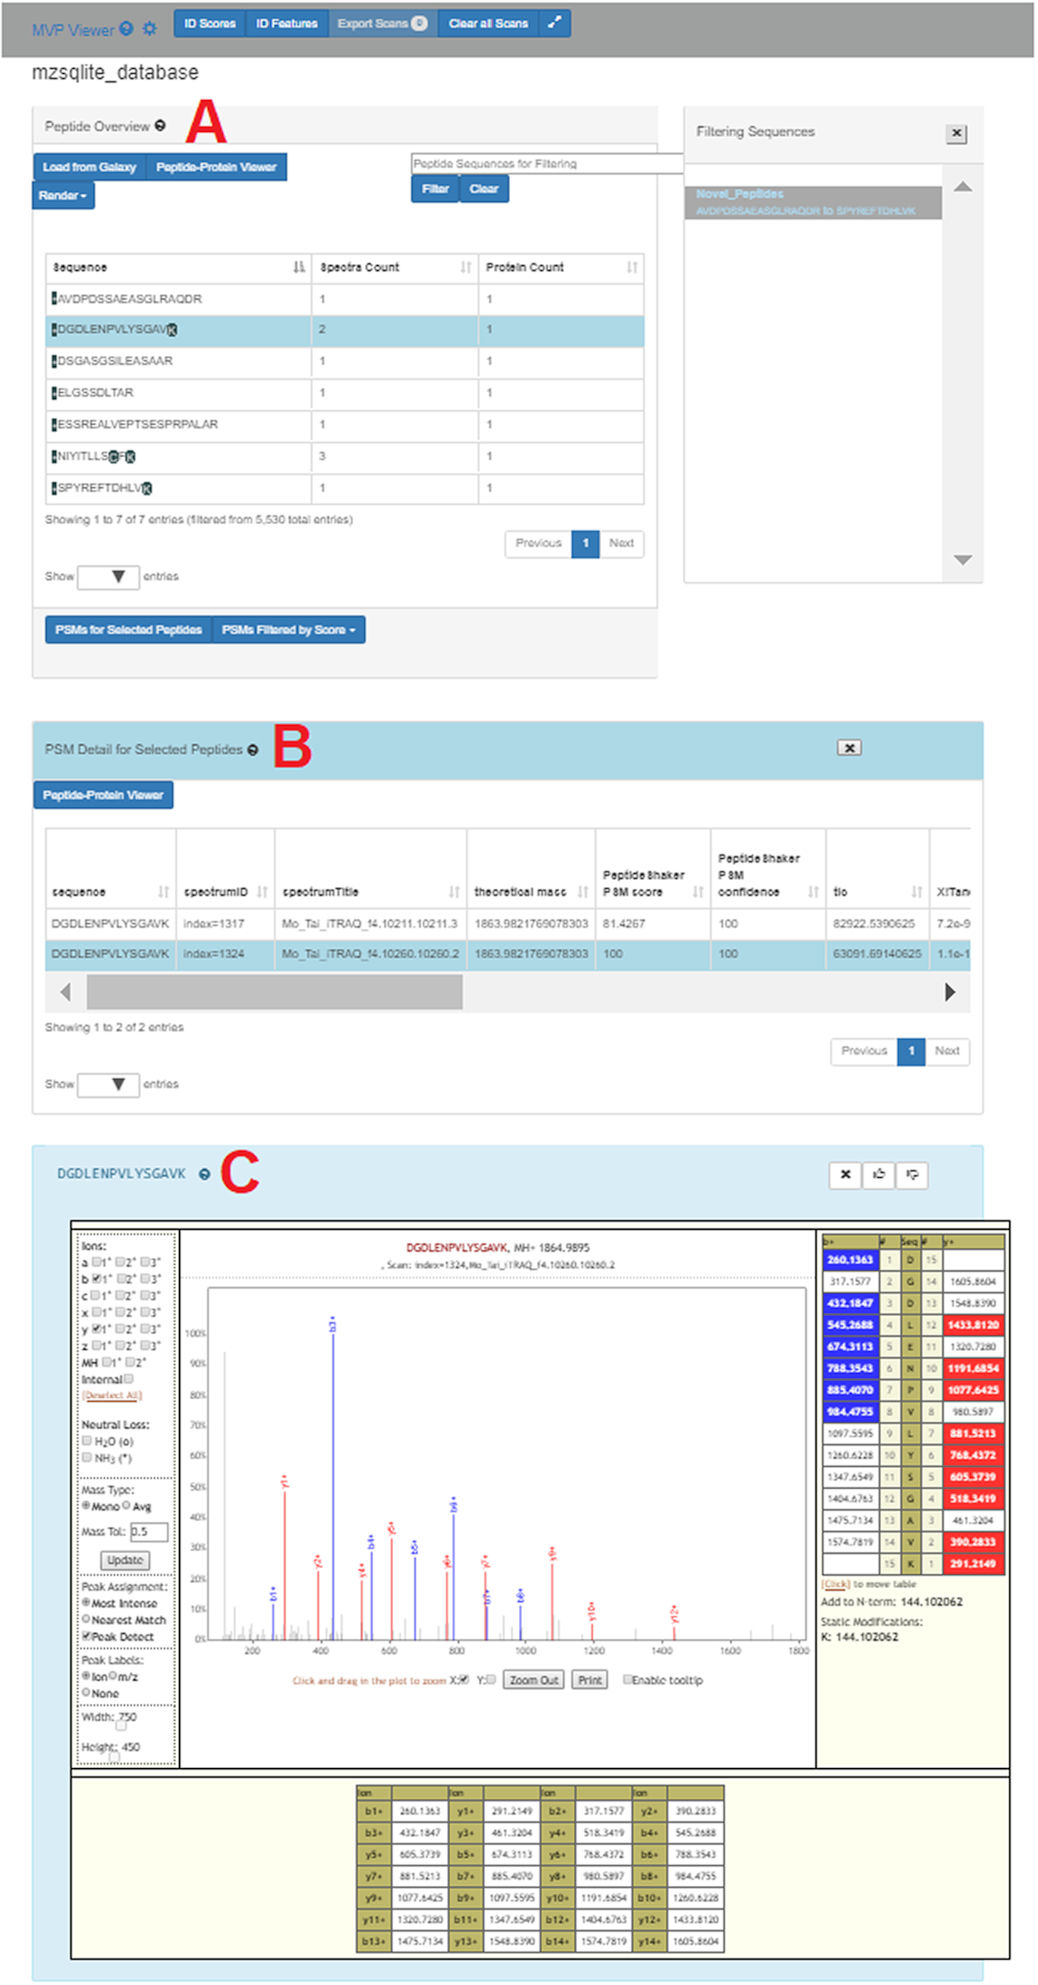 MVP Viewer ID Scores ID Features Export Scans 0 Clear all Scans
mzsqlite_database
Peptide Overview A
Filtering Sequences
Load from Galaxy Peptide-Protein Viewer
Peptide Sequences for Filtering
Render
Filter Clear
Novel_Peptides
AVDPDSSAEASGLRAQDR to SPYREFTDHLVK
Sequence Spectra Count Protein Count
AVDPDSSAEASGLRAQDR 1 1
DGDLENPVLYSGAVK 2 1
DSGASGSILEASAAR 1 1
ELGSSDLTAR 1 1
ESSREALVEPTSESPRPALAR 1 1
NIYITLLSCFK 3 1
SPYREFTDHLVK 1 1
Showing 1 to 7 of 7 entries (filtered from 5,530 total entries)
Previous 1 Next
Show entries
PSMs for Selected Peptides PSMs Filtered by Score
PSM Detail for Selected Peptides B
Peptide-Protein Viewer
sequence spectrumID spectrumTitle theoretical mass PeptideShaker PSM score PeptideShaker PSM confidence tic X!Tan
DGDLENPVLYSGAVK index=1317 Mo_Tai_iTRAQ_f4.10211.10211.3 1863.9821769078303 81.4267 100 82922.5390625 7.2e-9
DGDLENPVLYSGAVK index=1324 Mo_Tai_iTRAQ_f4.10260.10260.2 1863.9821769078303 100 100 63091.69140625 1.1e-1
Showing 1 to 2 of 2 entries
Previous 1 Next
Show entries
DGDLENPVLYSGAVK C
Ions:
a 1+ 2+ 3+
b 1+ 2+ 3+
c 1+ 2+ 3+
x 1+ 2+ 3+
y 1+ 2+ 3+
z 1+ 2+ 3+
MH 1+ 2+
Internal
[Deselect All]
Neutral Loss:
H2O (o)
NH3 (*)
Mass Type:
Mono Avg
Mass Tol: 0.5
Update
Peak Assignment:
Most Intense
Nearest Match
Peak Detect
Peak Labels:
Ion m/z
None
Width: 750
Height: 450
DGDLENPVLYSGAVK, MH+ 1864.9895
, Scan: index=1324,Mo_Tai_iTRAQ_f4.10260.10260.2
100%
90%
80%
70%
60%
50%
40%
30%
20%
10%
0%
b1+ y1+ y2+ b3+ y4+ b4+ y5+ b5+ y6+ b6+ y7+ b7+ b8+ y9+ y10+ y12+
200 400 600 800 1000 1200 1400 1600 1800
Click and drag in the plot to zoom X: Y: Zoom Out Print Enable tooltip
b+ # Seq # y+
260.1363 1 D 15
317.1577 2 G 14 1605.8604
432.1847 3 D 13 1548.8390
545.2688 4 L 12 1433.8120
674.3113 5 E 11 1320.7280
788.3543 6 N 10 1191.6854
885.4070 7 P 9 1077.6425
984.4755 8 V 8 980.5897
1097.5595 9 L 7 881.5213
1260.6228 10 Y 6 768.4372
1347.6549 11 S 5 605.3739
1404.6763 12 G 4 518.3419
1475.7134 13 A 3 461.3204
1574.7819 14 V 2 390.2833
15 K 1 291.2149
[Click] to move table
Add to N-term: 144.102062
Static Modifications:
K: 144.102062
Ion Ion Ion Ion
b1+ 260.1363 y1+ 291.2149 b2+ 317.1577 y2+ 390.2833
b3+ 432.1847 y3+ 461.3204 y4+ 518.3419 b4+ 545.2688
y5+ 605.3739 b5+ 674.3113 y6+ 768.4372 b6+ 788.3543
y7+ 881.5213 b7+ 885.4070 y8+ 980.5897 b8+ 984.4755
y9+ 1077.6425 b9+ 1097.5595 y10+ 1191.6854 b10+ 1260.6228
y11+ 1320.7280 b11+ 1347.6549 b12+ 1404.6763 y12+ 1433.8120
b13+ 1475.7134 y13+ 1548.8390 b14+ 1574.7819 y14+ 1605.8604